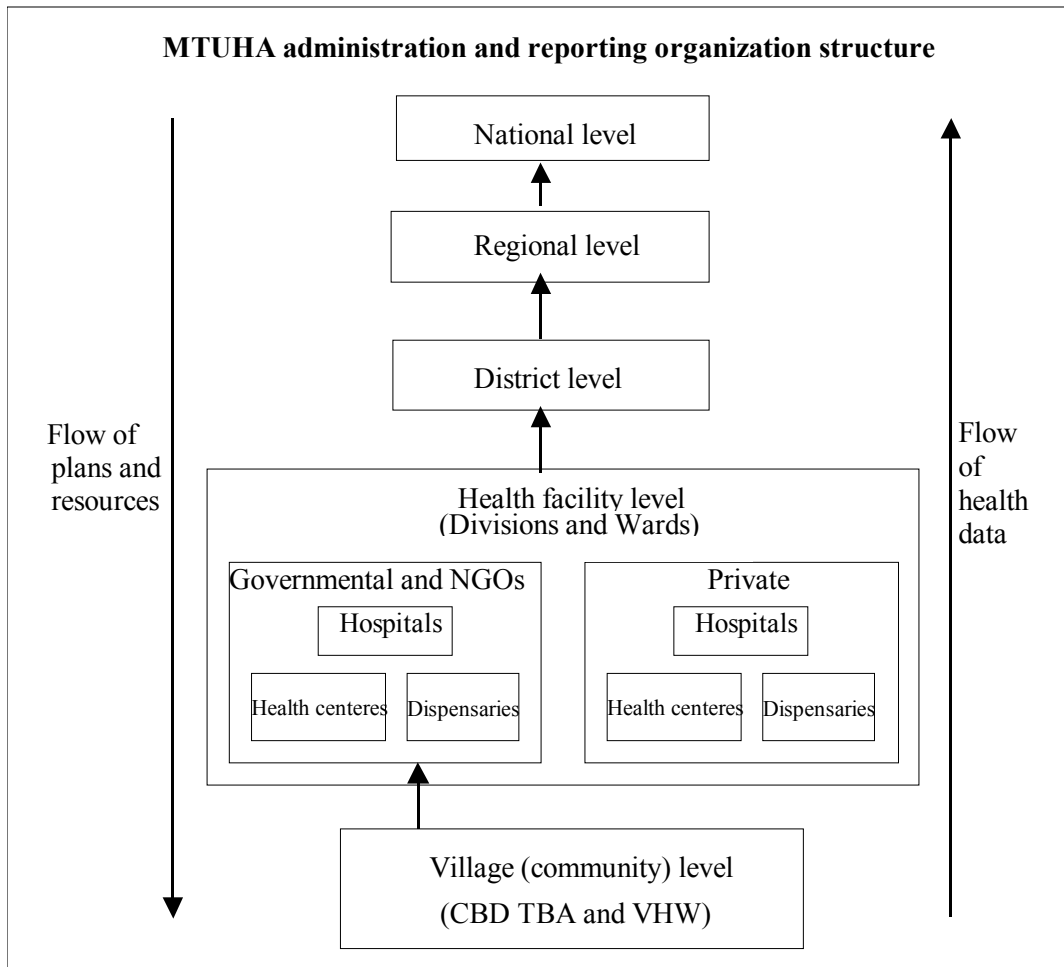 MTUHA administration and reporting organization structure
National level
Regional level
District level
Flow of
plans and
resources
Flow
of
health
data
Health facility level
(Divisions and Wards)
Governmental and NGOs
Hospitals
Health centeres
Dispensaries
Private
Hospitals
Health centeres
Dispensaries
Village (community) level
(CBD TBA and VHW)